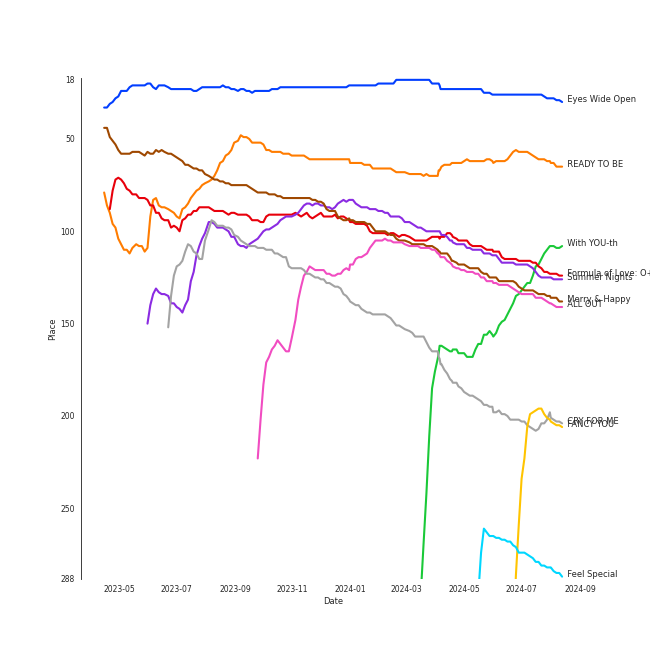 18
50
100
150
200
250
288
Place
2023-05
2023-07
2023-09
2023-11
2024-01
2024-03
2024-05
2024-07
2024-09
Date
Eyes Wide Open
READY TO BE
With YOU-th
Formula of Love: O+
Summer Nights
Merry & Happy
ALL OUT
CRY FOR ME
FANCY YOU
Feel Special